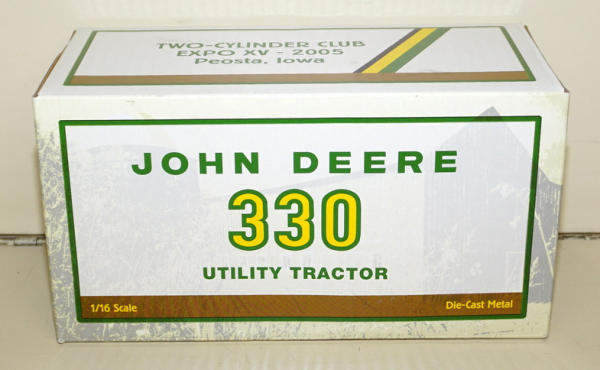 TWO-CYLINDER CLUB
EXPO XV - 2005
Peosta, Iowa
JOHN DEERE
330
UTILITY TRACTOR
1/16 Scale
Die-Cast Metal